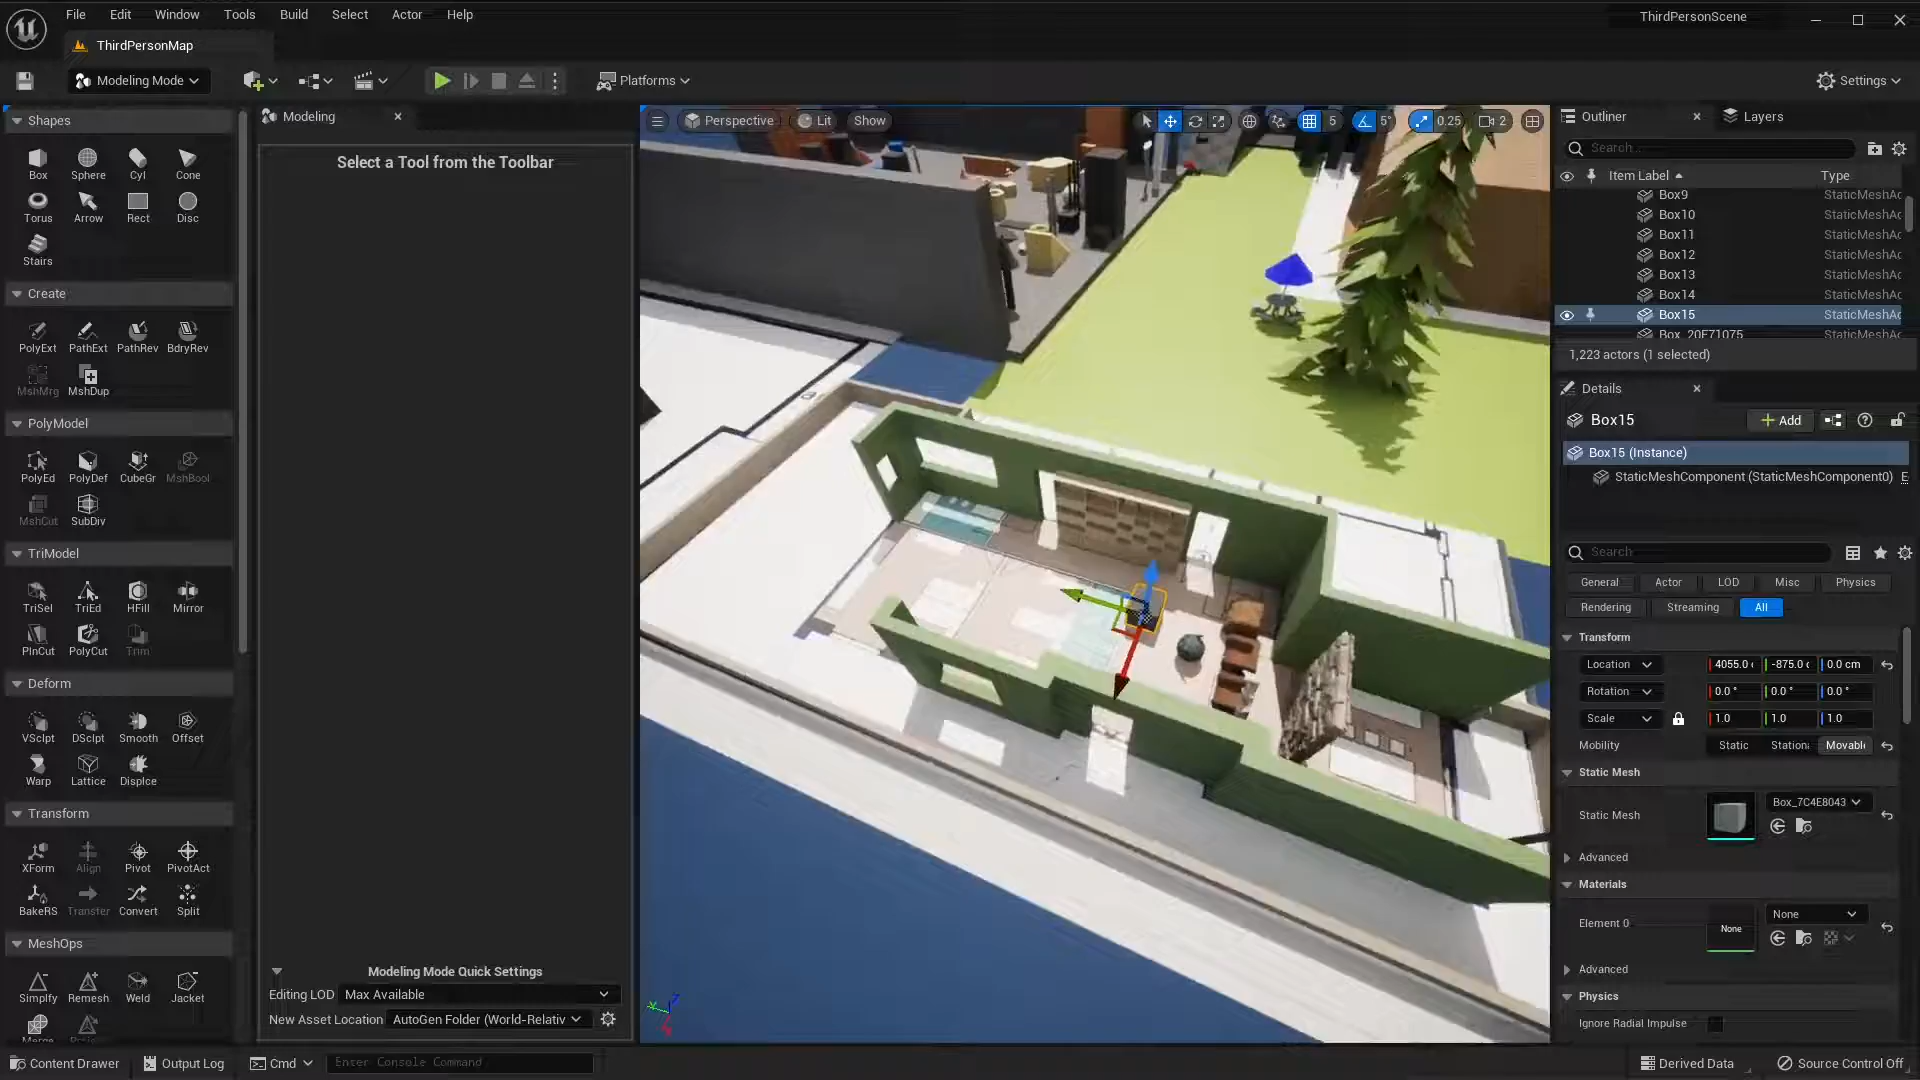 File Edit Window Tools Build Select Actor Help
ThirdPersonScene
ThirdPersonMap
Modeling Mode
Platforms
Settings
Shapes
Box Sphere Cyl Cone
Torus Arrow Rect Disc
Stairs
Create
PolyExt PathExt PathRev BdryRev
MshMrg MshDup
PolyModel
PolyEd PolyDef CubeGr MshBool
MshCut SubDiv
TriModel
TriSel TriEd HFill Mirror
PlnCut PolyCut Trim
Deform
VSclpt DSclpt Smooth Offset
Warp Lattice Displce
Transform
XForm Align Pivot PivotAct
BakeRS Transfer Convert Split
MeshOps
Simplfy Remesh Weld Jacket
Merge
Modeling
Select a Tool from the Toolbar
Modeling Mode Quick Settings
Editing LOD Max Available
New Asset Location AutoGen Folder (World-Relativ
Perspective Lit Show
5 5° 0.25 2
Outliner Layers
Search...
Item Label Type
Box9 StaticMeshAc
Box10 StaticMeshAc
Box11 StaticMeshAc
Box12 StaticMeshAc
Box13 StaticMeshAc
Box14 StaticMeshAc
Box15 StaticMeshAc
Box_20F71075
1,223 actors (1 selected)
Details
Box15 Add
Box15 (Instance)
StaticMeshComponent (StaticMeshComponent0) E
Search
General Actor LOD Misc Physics
Rendering Streaming All
Transform
Location 4055.0 c -875.0 c 0.0 cm
Rotation 0.0 ° 0.0 ° 0.0 °
Scale 1.0 1.0 1.0
Mobility Static Station Movabl
Static Mesh
Static Mesh Box_7C4E8043
Advanced
Materials
Element 0 None None
Advanced
Physics
Ignore Radial Impulse
Content Drawer Output Log Cmd Enter Console Command
Derived Data Source Control Off